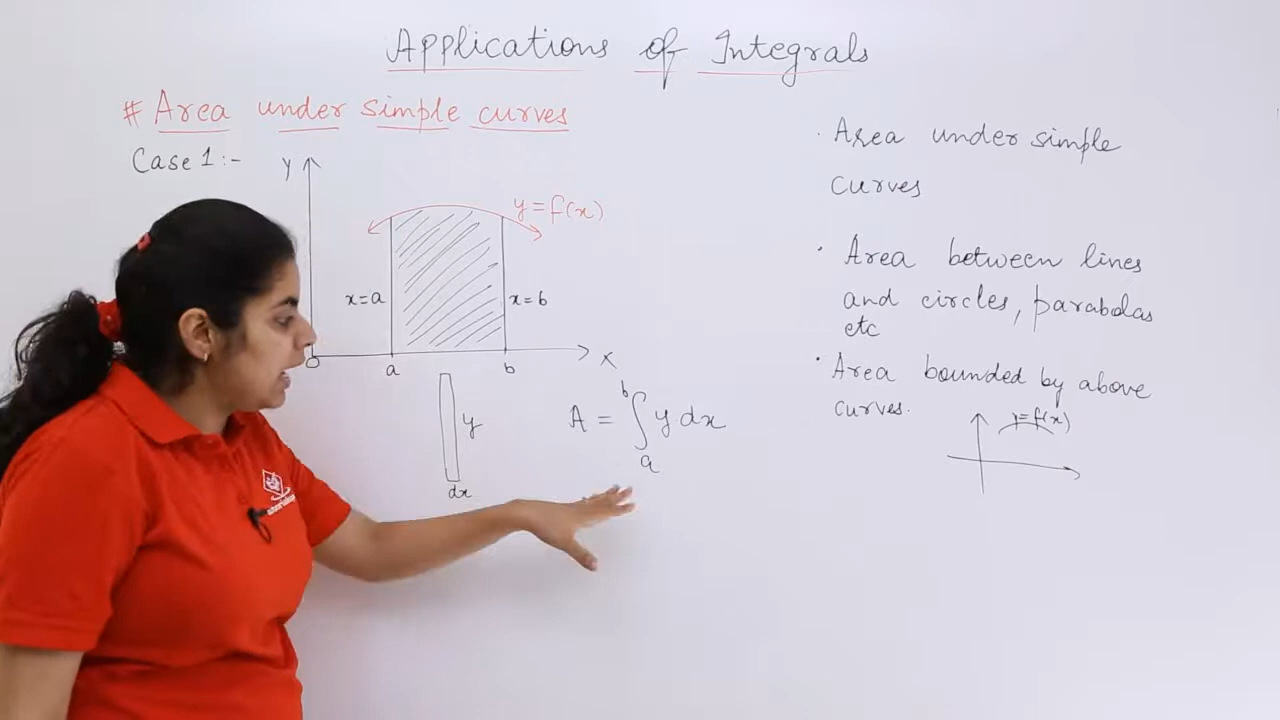 Applications of Integrals
# Area under simple curves
Case 1:-
Y
y=f(x)
x=a
x=b
O
a
b
X
y
dx
A = ∫ₐᵇ y dx
· Area under simple
curves
· Area between lines
and circles, parabolas
etc
· Area bounded by above
curves.
y=f(x)